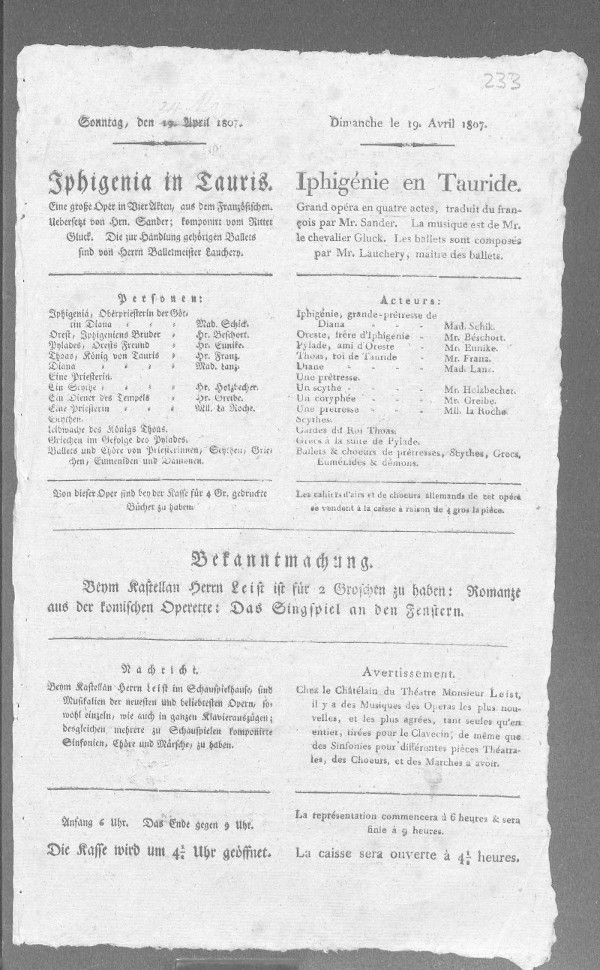 233
Sonntag, den 19. April 1807.
Iphigenia in Tauris.
Eine große Oper in Vier Akten, aus dem Französischen.
Uebersetzt von Hrn. Sander; komponirt vom Ritter
Gluck. Die zur Handlung gehörigen Ballets
sind von Herrn Balletmeister Lauchery.
Personen:
Iphigenia, Oberpriesterin der Göt-
tin Diana Mad. Schick.
Orest, Iphigeniens Bruder Hr. Beschort.
Pylades, Orests Freund Hr. Eunike.
Thoas, König von Tauris Hr. Franz.
Diana Mad. Lanz.
Eine Priesterin.
Ein Scythe Hr. Holzbecher.
Ein Diener des Tempels Hr. Greibe.
Eine Priesterin Mll. la Roche.
Scythen.
Leibwache des Königs Thoas.
Griechen im Gefolge des Pylades.
Ballets und Chöre von Priesterinnen, Scythen, Grie-
chen, Eumeniden und Dämonen.
Von dieser Oper sind bey der Kasse für 4 Gr. gedruckte
Bücher zu haben.
Dimanche le 19. Avril 1807.
Iphigénie en Tauride.
Grand opéra en quatre actes, traduit du fran-
çois par Mr. Sander. La musique est de Mr.
le chevalier Gluck. Les ballets sont composés
par Mr. Lauchery, maître des ballets.
Acteurs:
Iphigénie, grande-prêtresse de
Diana - - - Mad. Schik.
Oreste, frère d'Iphigénie - Mr. Béschort.
Pylade, ami d'Oreste - - Mr. Eunike.
Thoas, roi de Tauride - - Mr. Franz.
Diane - - - Mad. Lanz.
Une prêtresse.
Un scythe - - - Mr. Holzbecher.
Un coryphée - - - Mr. Greibe.
Une prêtresse - - - Mll. la Roche.
Scythes.
Gardes du Roi Thoas.
Grecs à la suite de Pylade.
Ballets & choeurs de prêtresses, Scythes, Grecs,
Euménides & démons.
Les cahiers d'airs et de choeurs allemands de cet opéra
se vendent à la caisse à raison de 4 gros la pièce.
Bekanntmachung.
Beym Kastellan Herrn Leist ist für 2 Groschen zu haben: Romanze
aus der komischen Operette: Das Singspiel an den Fenstern.
Nachricht.
Beym Kastellan Herrn Leist im Schauspielhause, sind
Musikalien der neuesten und beliebtesten Opern, so-
wohl einzeln, wie auch in ganzen Klavierauszügen;
desgleichen mehrere zu Schauspielen komponirte
Sinfonien, Chöre und Märsche, zu haben.
Avertissement.
Chez le Châtelain du Théatre Monsieur Leist,
il y a des Musiques des Operas les plus nou-
velles, et les plus agrées, tant seules qu'en
entier, tirées pour le Clavecin; de même que
des Sinfonies pour différentes pièces Théatra-
les, des Choeurs, et des Marches a avoir.
Anfang 6 Uhr. Das Ende gegen 9 Uhr.
Die Kasse wird um 4½ Uhr geöffnet.
La représentation commencera à 6 heures & sera
finie à 9 heures.
La caisse sera ouverte à 4½ heures.